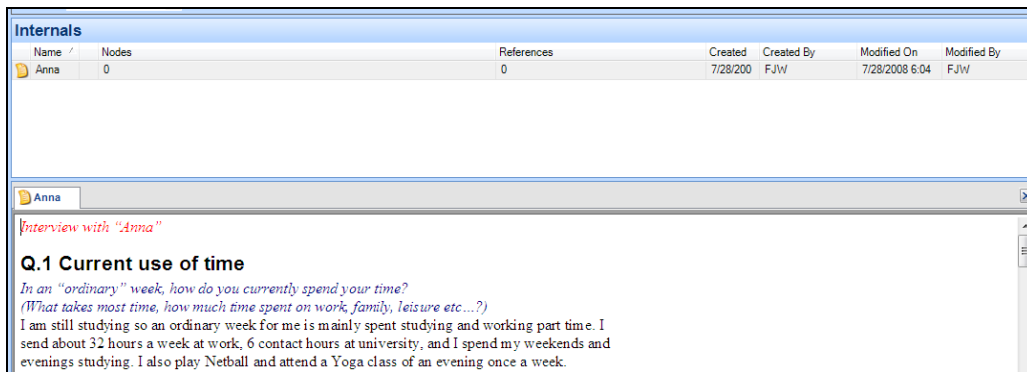 Internals
Name / Nodes References Created Created By Modified On Modified By
Anna 0 0 7/28/200 FJW 7/28/2008 6:04 FJW
Anna
Interview with “Anna”
Q.1 Current use of time
In an “ordinary” week, how do you currently spend your time?
(What takes most time, how much time spent on work, family, leisure etc…?)
I am still studying so an ordinary week for me is mainly spent studying and working part time. I
send about 32 hours a week at work, 6 contact hours at university, and I spend my weekends and
evenings studying. I also play Netball and attend a Yoga class of an evening once a week.